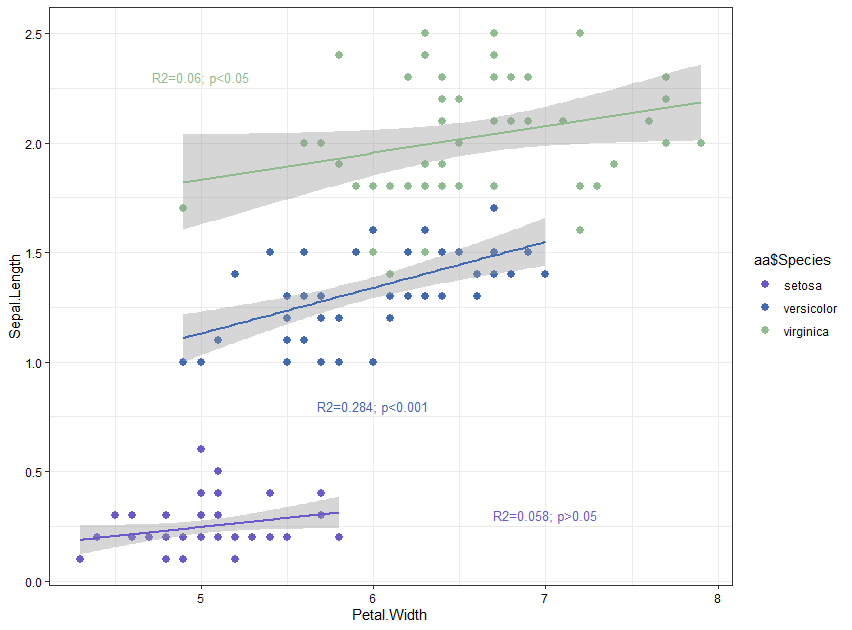 2.5
R2=0.06; p<0.05
2.0
1.5
1.0
R2=0.284; p<0.001
0.5
R2=0.058; p>0.05
0.0
5 6 7 8
Petal.Width
Sepal.Length
aa$Species
setosa
versicolor
virginica